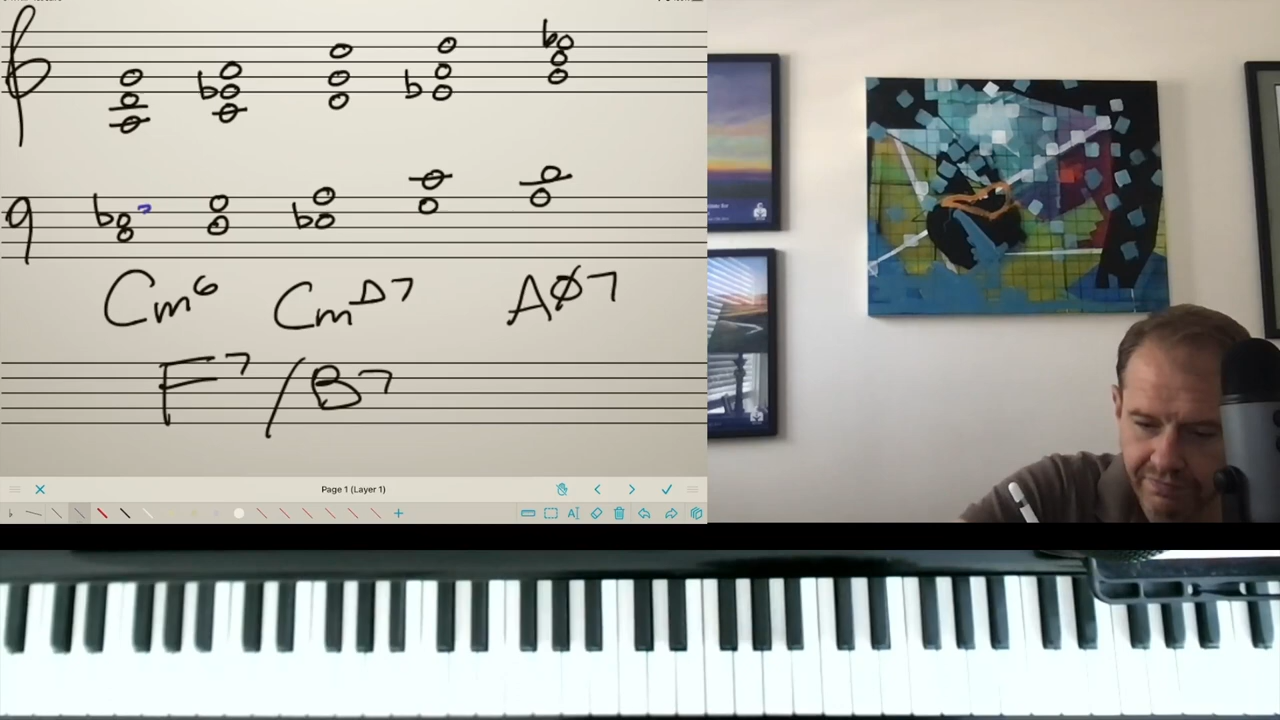 Cm6 CmΔ7 Aø7
F7 / B7
Page 1 (Layer 1)